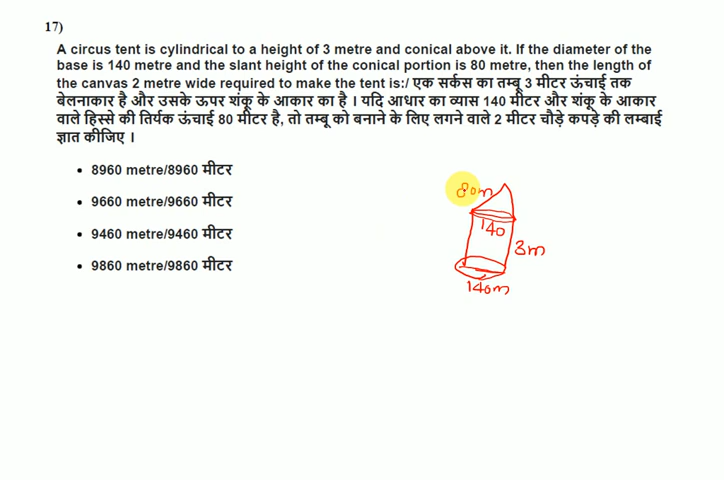 17)
A circus tent is cylindrical to a height of 3 metre and conical above it. If the diameter of the
base is 140 metre and the slant height of the conical portion is 80 metre, then the length of
the canvas 2 metre wide required to make the tent is:/ एक सर्कस का तम्बू 3 मीटर ऊंचाई तक
बेलनाकार है और उसके ऊपर शंकू के आकार का है । यदि आधार का व्यास 140 मीटर और शंकू के आकार
वाले हिस्से की तिर्यक ऊंचाई 80 मीटर है, तो तम्बू को बनाने के लिए लगने वाले 2 मीटर चौड़े कपड़े की लम्बाई
ज्ञात कीजिए ।
• 8960 metre/8960 मीटर
• 9660 metre/9660 मीटर
• 9460 metre/9460 मीटर
• 9860 metre/9860 मीटर
80m
140
3m
140m